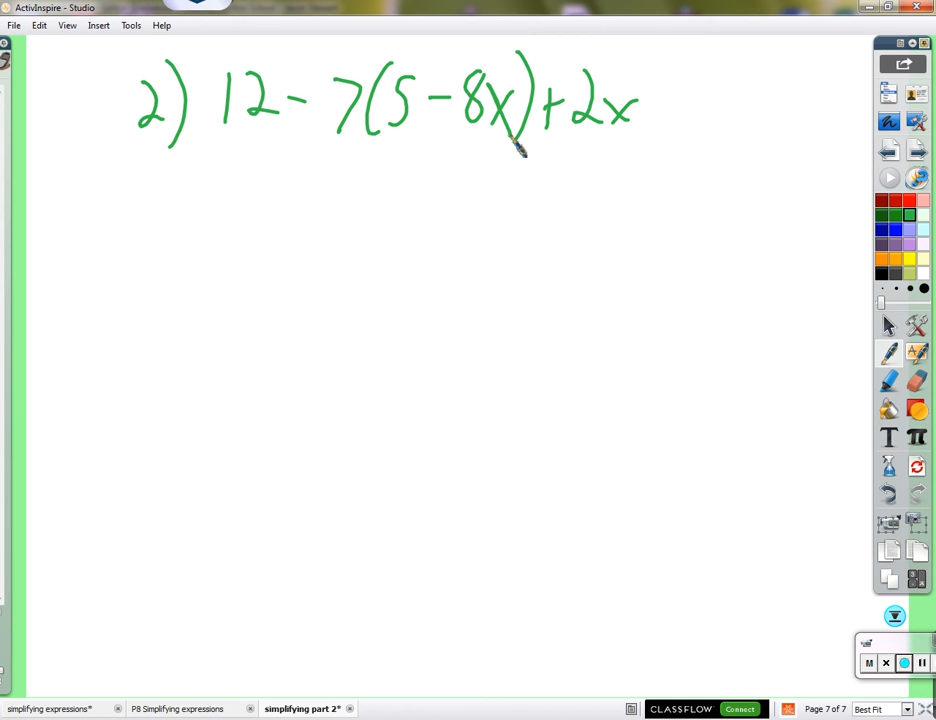 ActivInspire - Studio
File Edit View Insert Tools Help
2) 12 - 7(5 - 8x) + 2x
M
simplifying expressions* P8 Simplifying expressions simplifying part 2* CLASSFLOW Connect Page 7 of 7 Best Fit